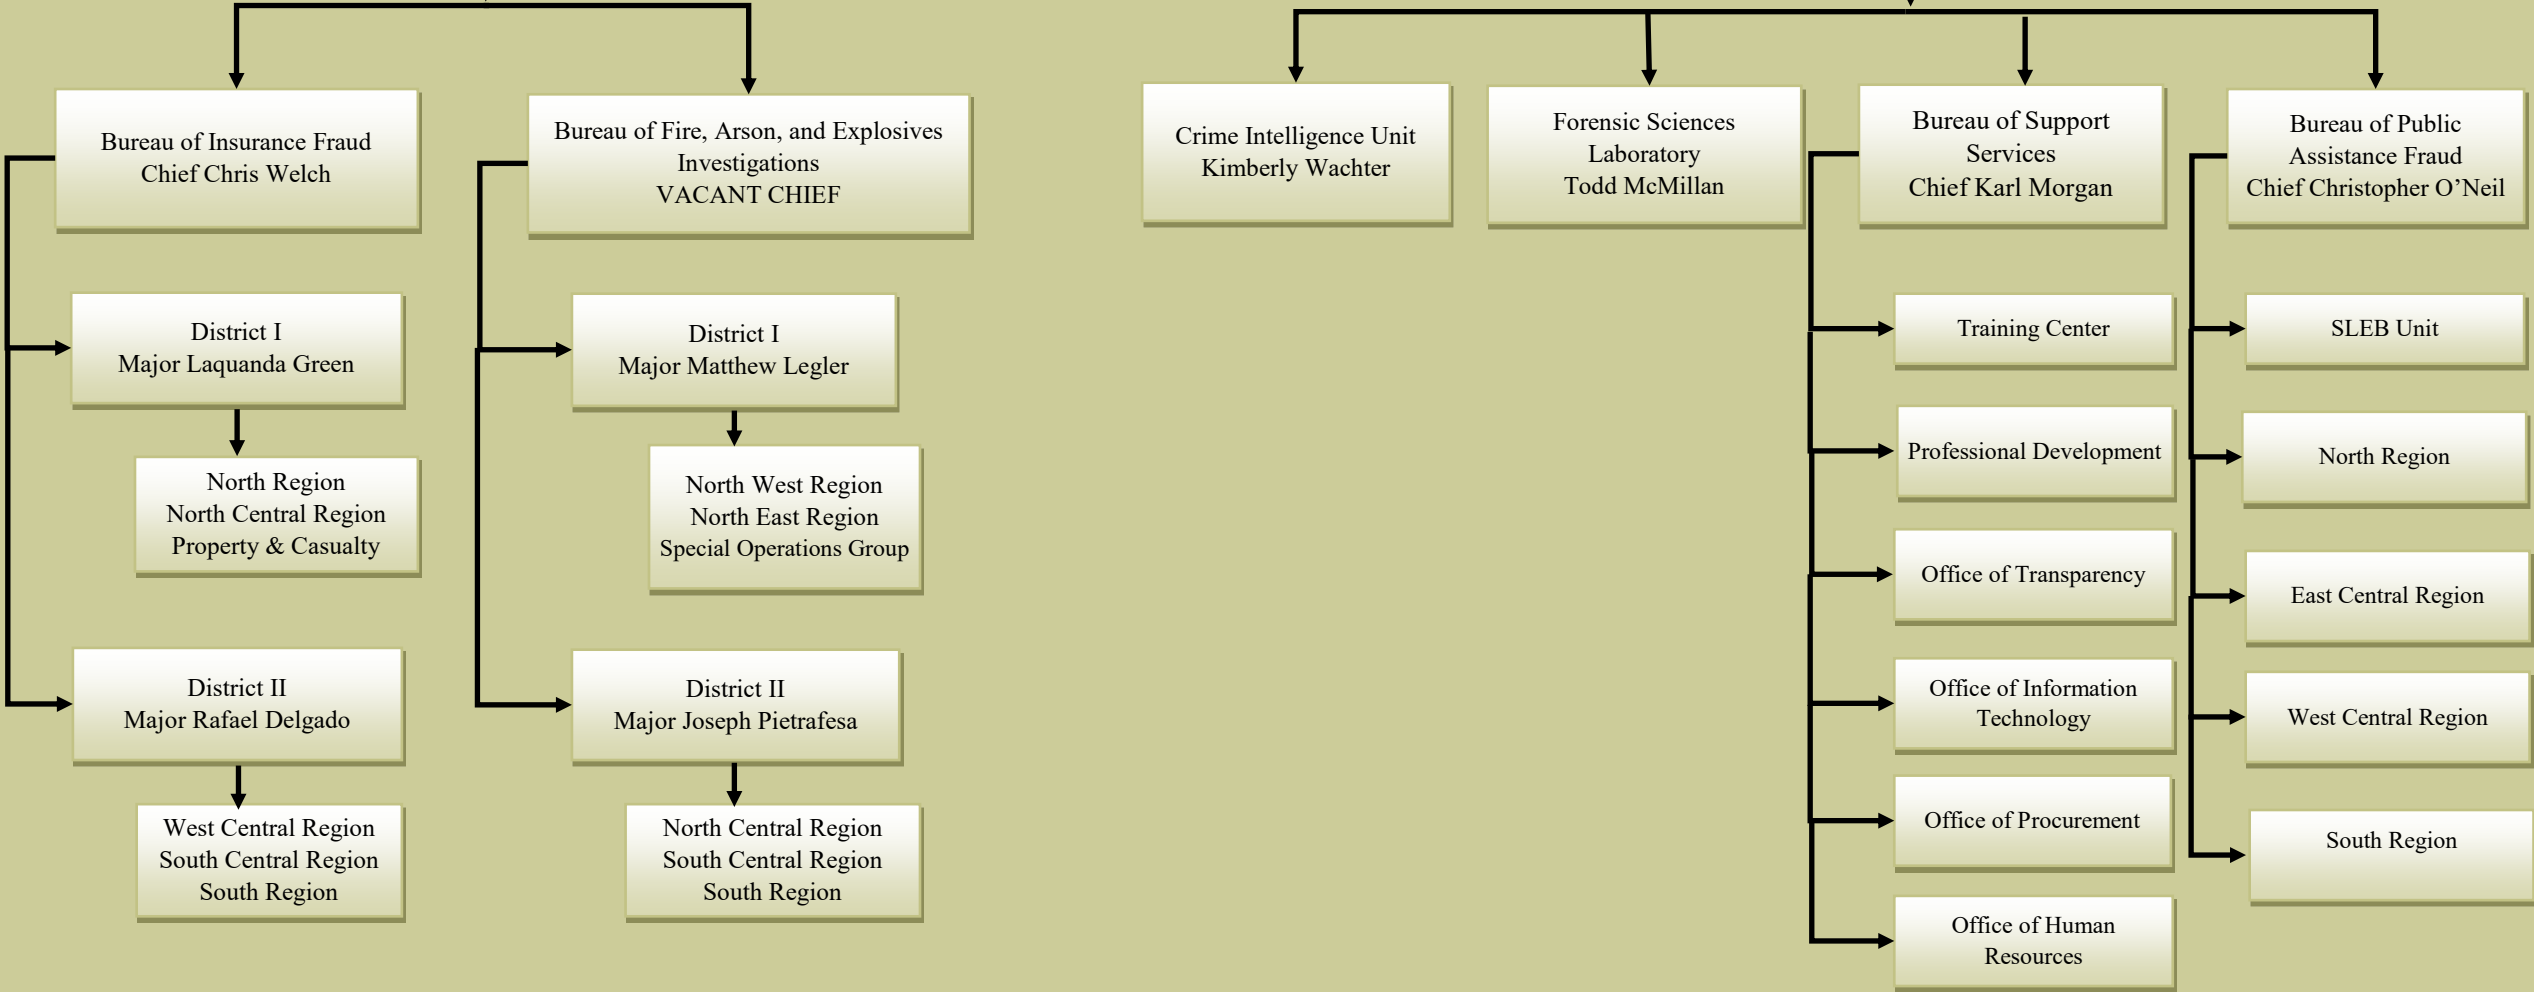 Bureau of Insurance Fraud
Chief Chris Welch
District I
Major Laquanda Green
North Region
North Central Region
Property & Casualty
District II
Major Rafael Delgado
West Central Region
South Central Region
South Region
Bureau of Fire, Arson, and Explosives
Investigations
VACANT CHIEF
District I
Major Matthew Legler
North West Region
North East Region
Special Operations Group
District II
Major Joseph Pietrafesa
North Central Region
South Central Region
South Region
Crime Intelligence Unit
Kimberly Wachter
Forensic Sciences
Laboratory
Todd McMillan
Bureau of Support
Services
Chief Karl Morgan
Training Center
Professional Development
Office of Transparency
Office of Information
Technology
Office of Procurement
Office of Human
Resources
Bureau of Public
Assistance Fraud
Chief Christopher O’Neil
SLEB Unit
North Region
East Central Region
West Central Region
South Region